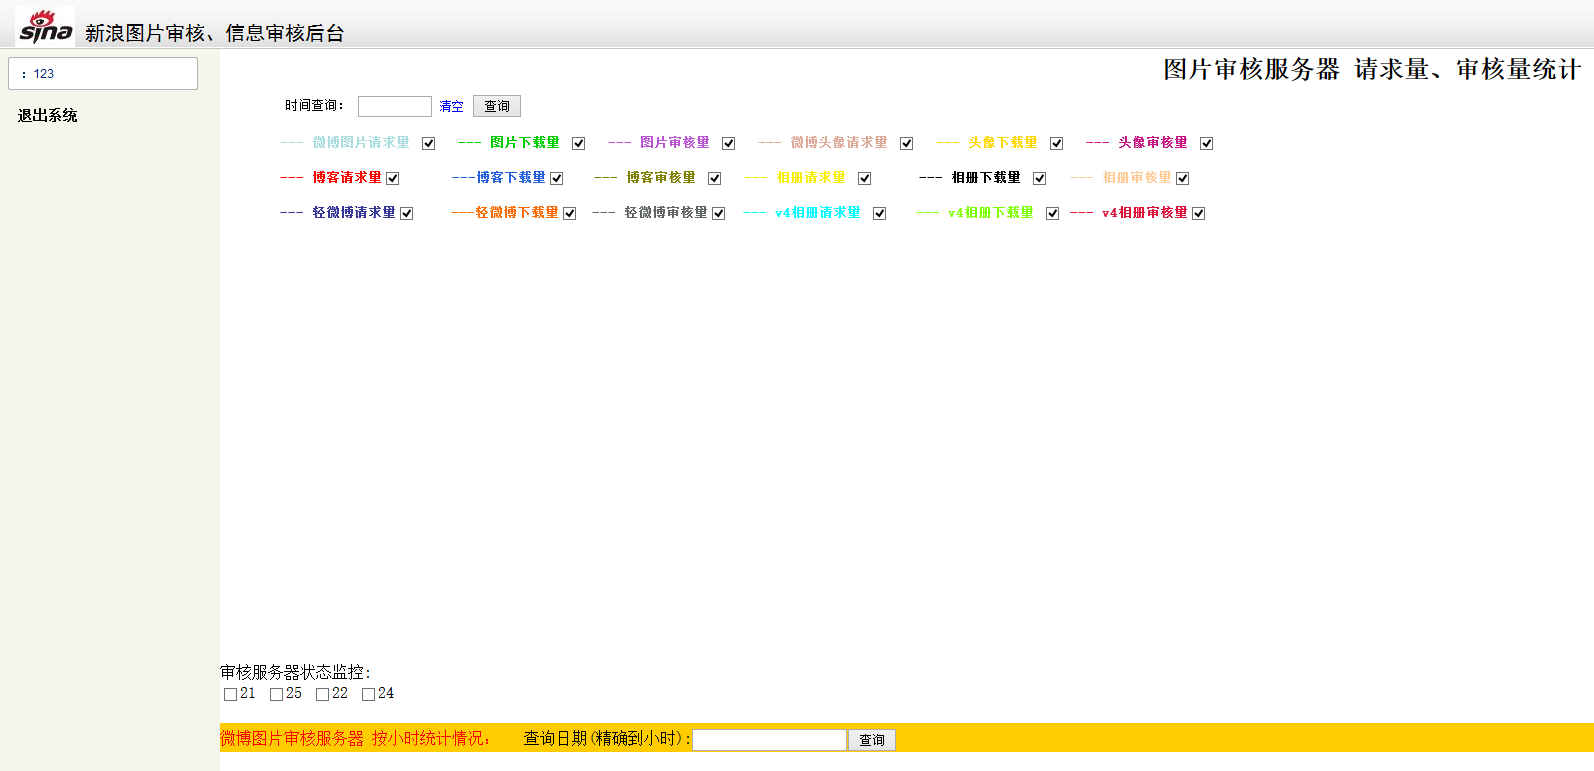 sina 新浪图片审核、信息审核后台
：123
退出系统
图片审核服务器 请求量、审核量统计
时间查询： 清空 查询
--- 微博图片请求量 --- 图片下载量 --- 图片审核量 --- 微博头像请求量 --- 头像下载量 --- 头像审核量
--- 博客请求量 ---博客下载量 --- 博客审核量 --- 相册请求量 --- 相册下载量 --- 相册审核量
--- 轻微博请求量 ---轻微博下载量 --- 轻微博审核量 --- v4相册请求量 --- v4相册下载量 --- v4相册审核量
审核服务器状态监控：
21 25 22 24
微博图片审核服务器 按小时统计情况： 查询日期(精确到小时)： 查询